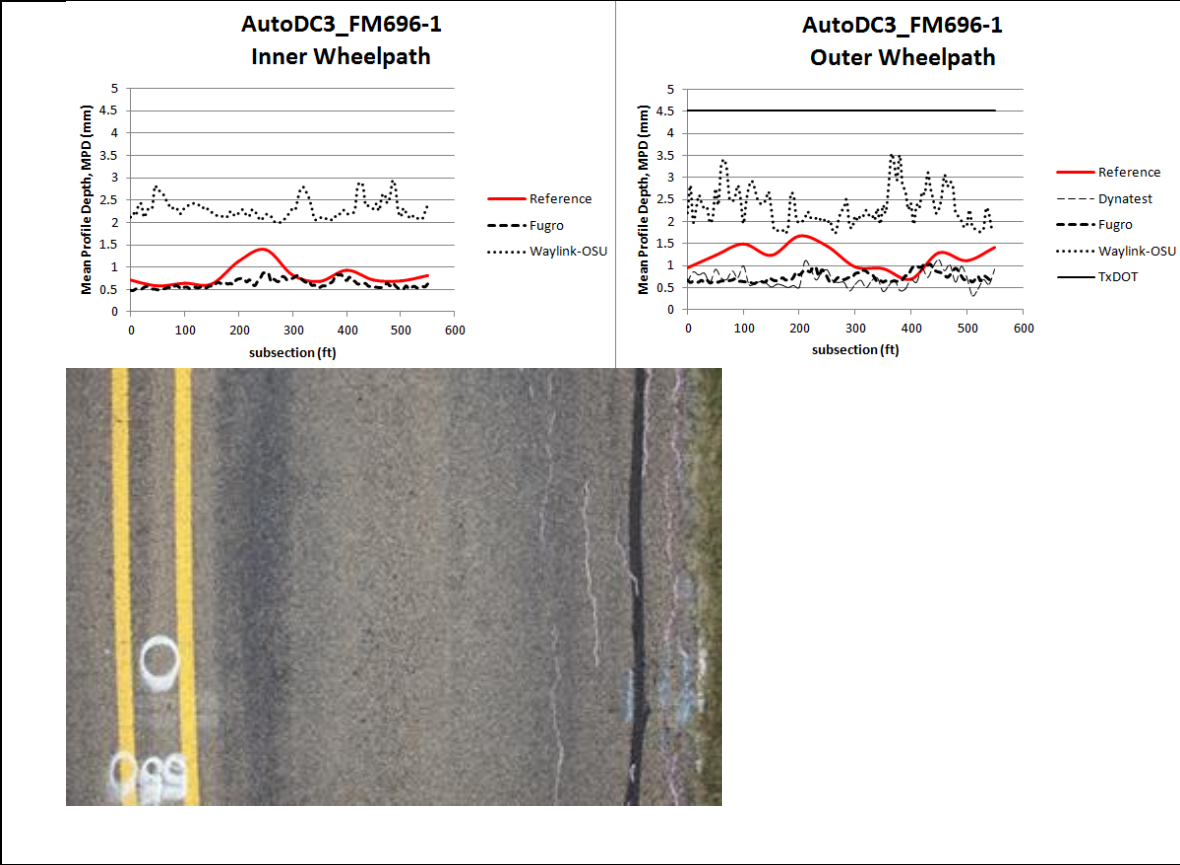 AutoDC3_FM696-1
Inner Wheelpath
Mean Profile Depth, MPD (mm)
5
4.5
4
3.5
3
2.5
2
1.5
1
0.5
0
0 100 200 300 400 500 600
subsection (ft)
Reference
Fugro
Waylink-OSU
AutoDC3_FM696-1
Outer Wheelpath
Mean Profile Depth, MPD (mm)
5
4.5
4
3.5
3
2.5
2
1.5
1
0.5
0
0 100 200 300 400 500 600
subsection (ft)
Reference
Dynatest
Fugro
Waylink-OSU
TxDOT